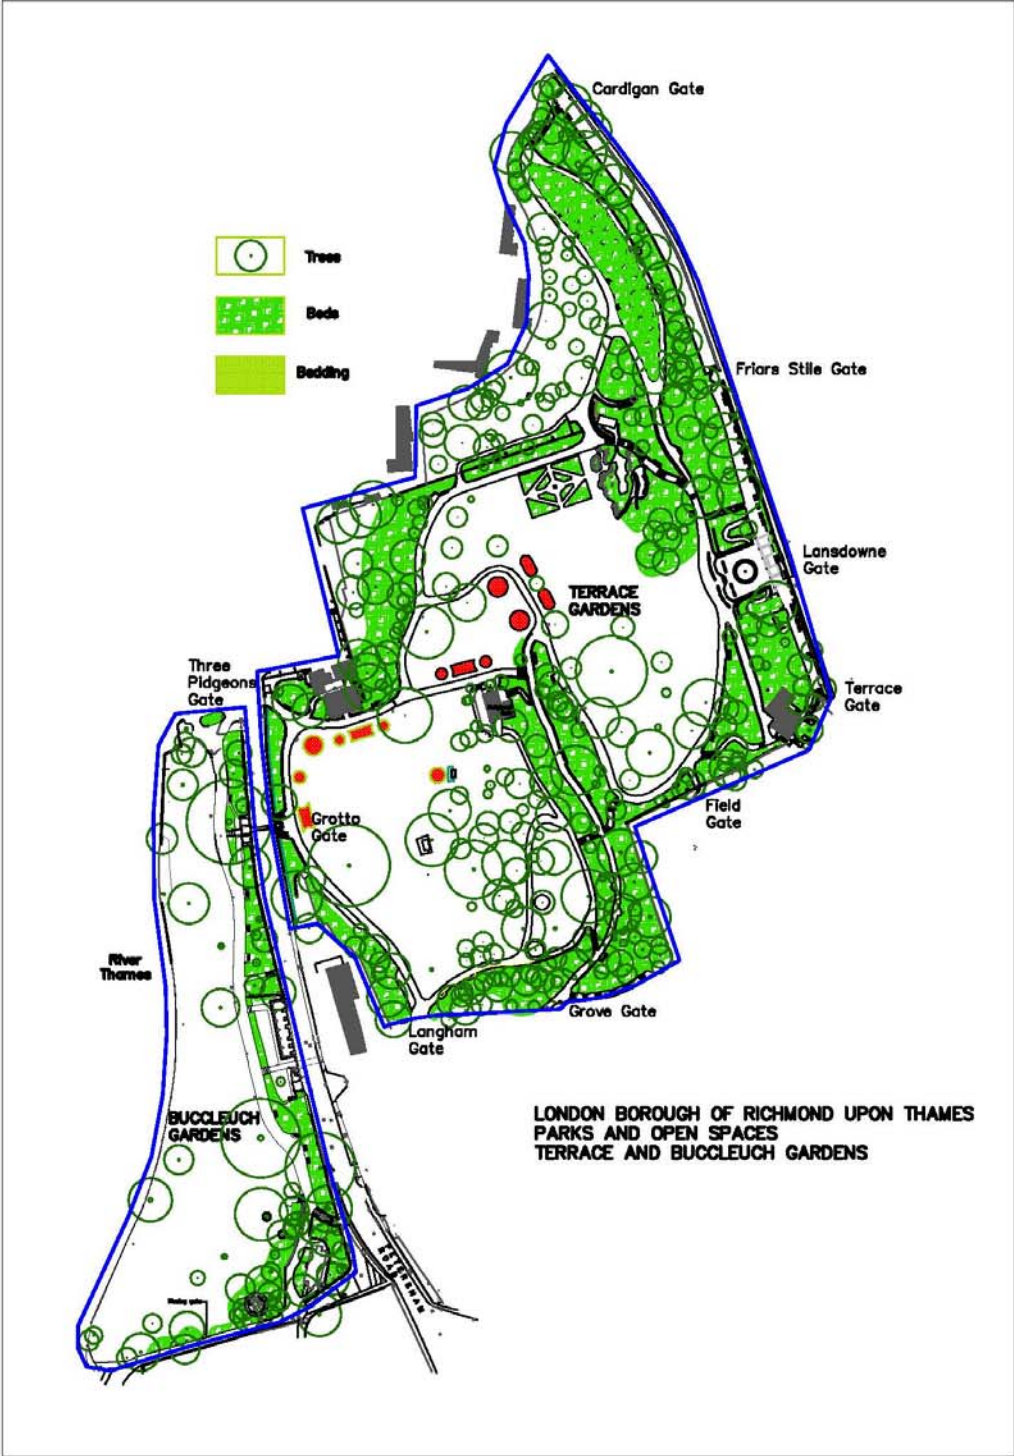 Cardigan Gate
Trees
Beds
Bedding
Friars Stile Gate
Lansdowne
Gate
TERRACE
GARDENS
Three
Pidgeons
Gate
Terrace
Gate
Grotto
Gate
Field
Gate
River
Thames
Grove Gate
Langham
Gate
BUCCLEUCH
GARDENS
LONDON BOROUGH OF RICHMOND UPON THAMES
PARKS AND OPEN SPACES
TERRACE AND BUCCLEUCH GARDENS
PETERSHAM
ROAD